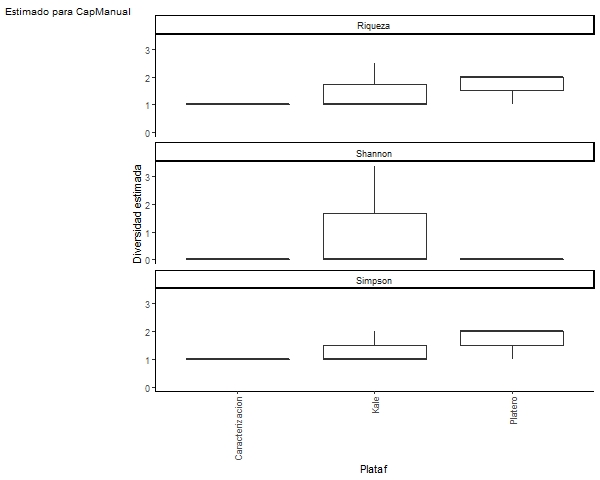 Estimado para CapManual
Riqueza
3
2
1
0
Shannon
3
2
1
0
Diversidad estimada
Simpson
3
2
1
0
Caracterizacion
Kale
Platero
Plataf